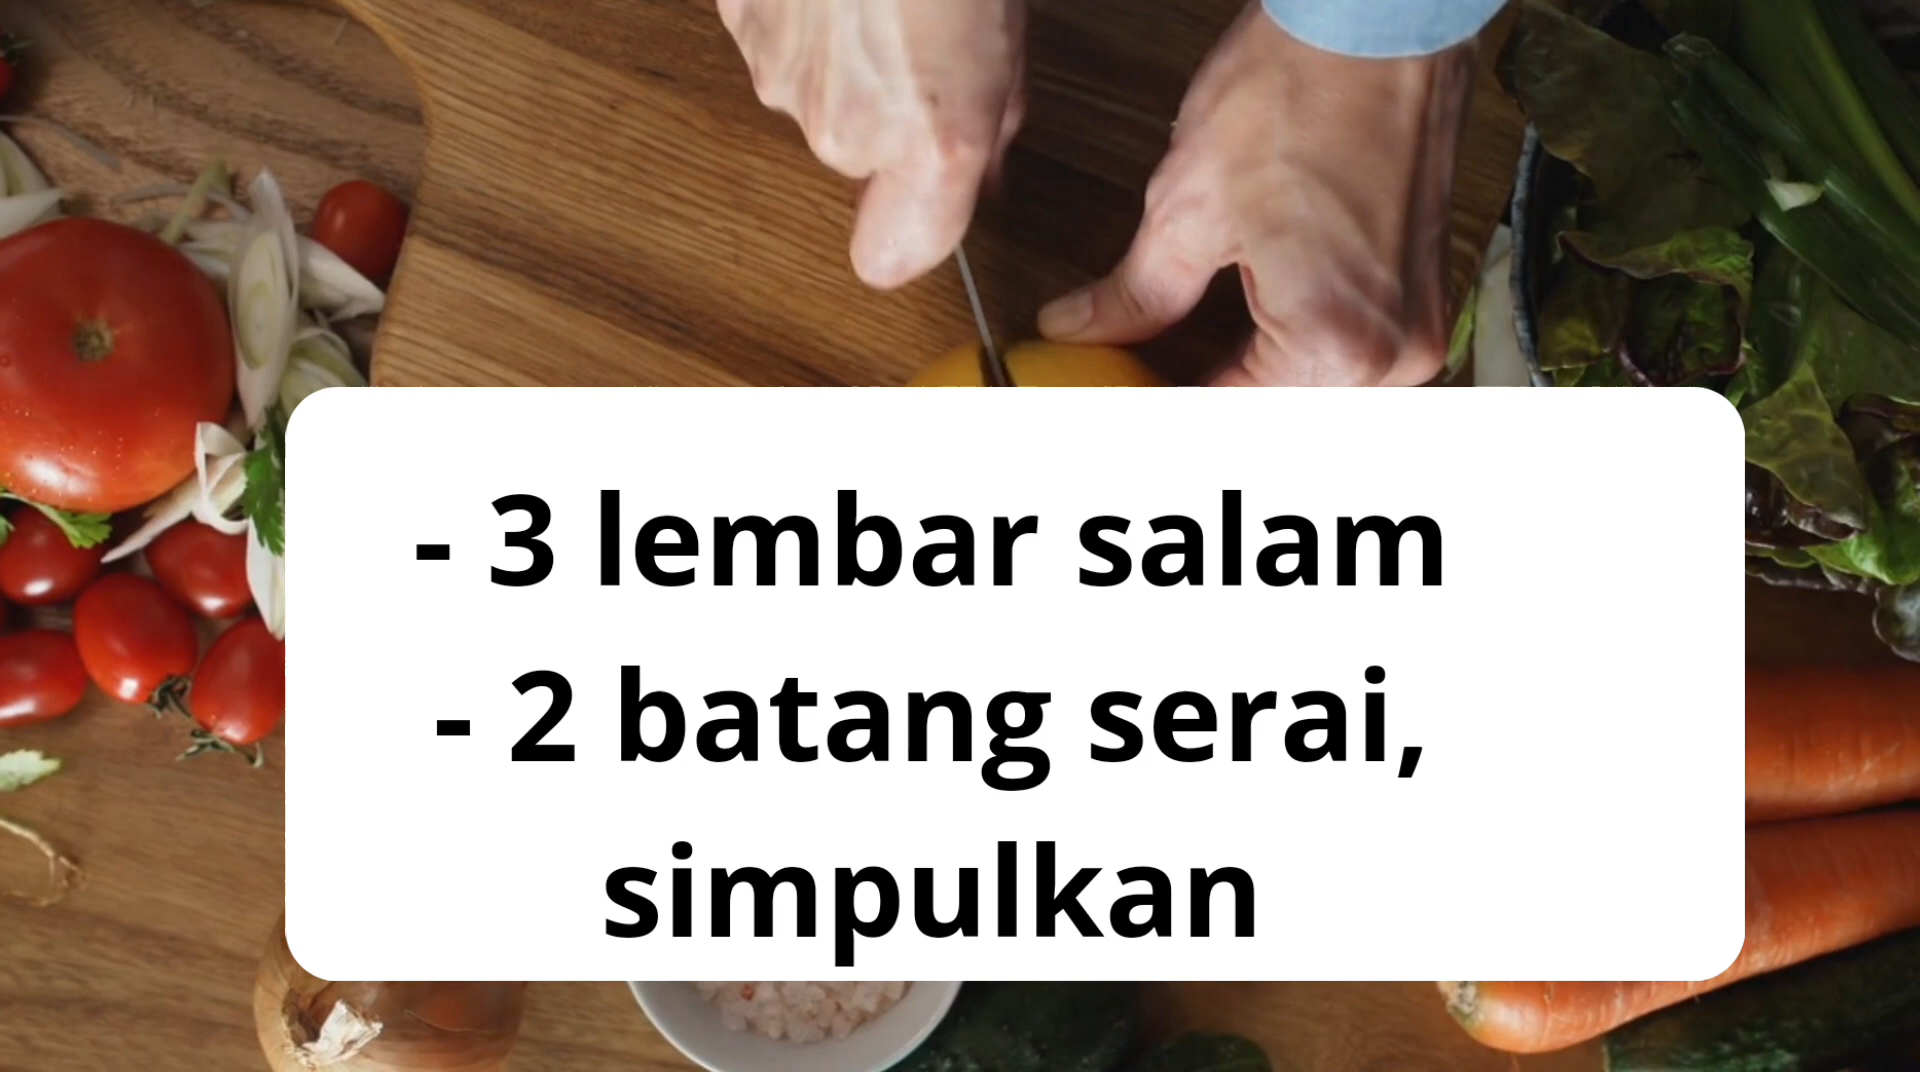 - 3 lembar salam
- 2 batang serai,
simpulkan